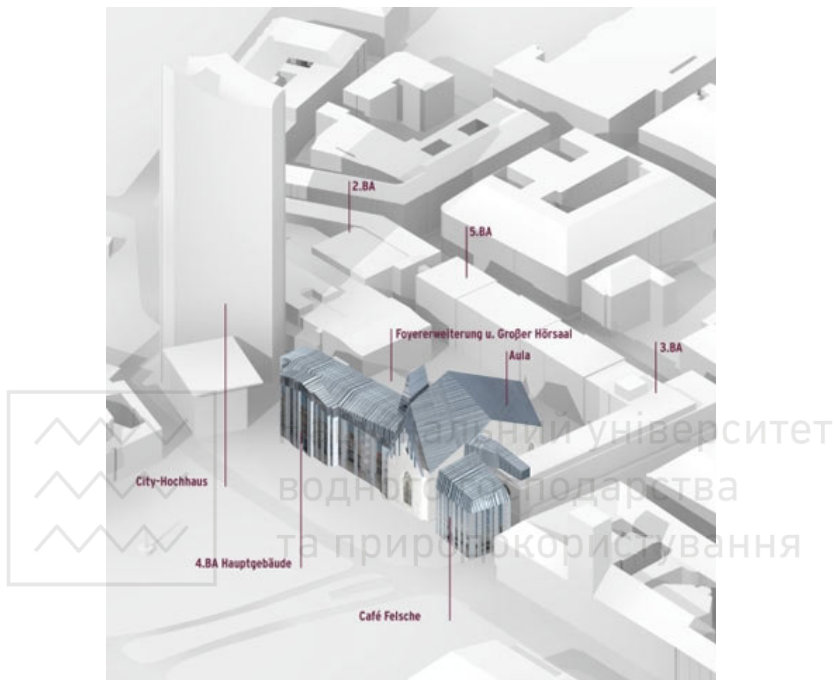 2.BA
5.BA
Foyererweiterung u. Großer Hörsaal
Aula
3.BA
Національний університет
City-Hochhaus
водного господарства
та природокористування
4.BA Hauptgebäude
Café Felsche